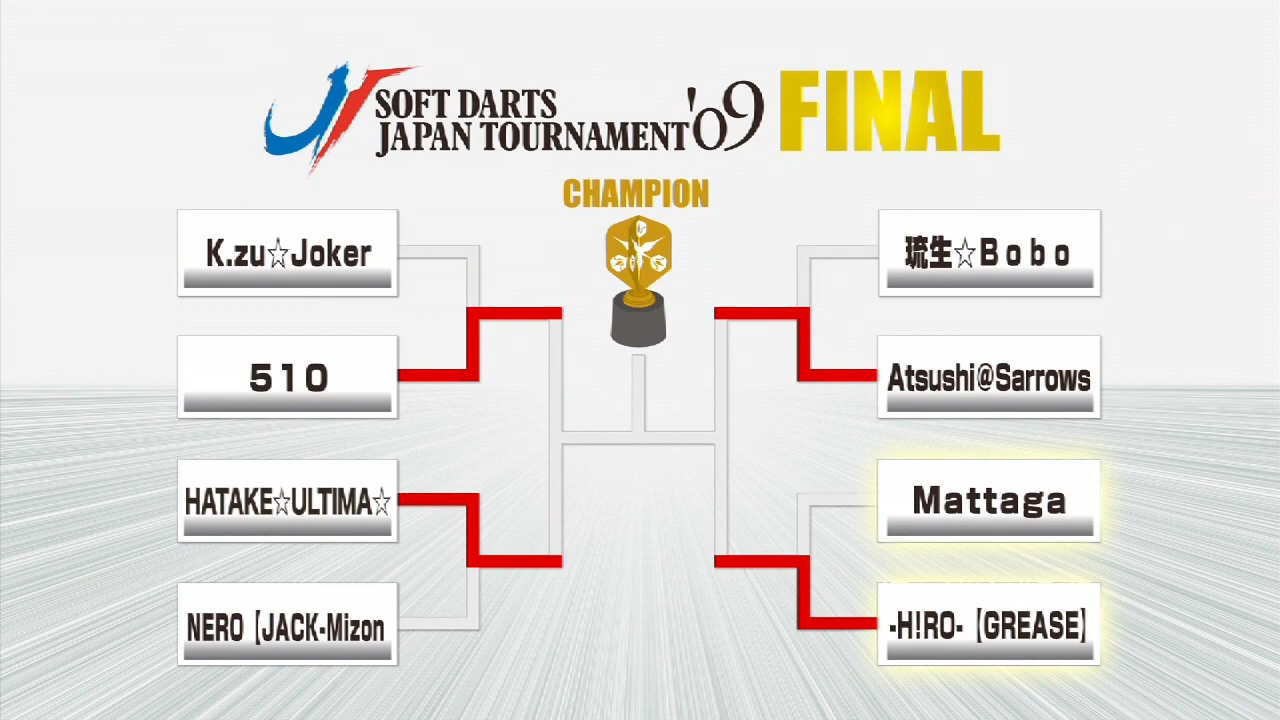 SOFT DARTS
JAPAN TOURNAMENT'09 FINAL
CHAMPION
K.zu☆Joker
510
HATAKE☆ULTIMA☆
NERO【JACK-Mizon
琉生☆Bobo
Atsushi@Sarrows
Mattaga
-H!RO-【GREASE】